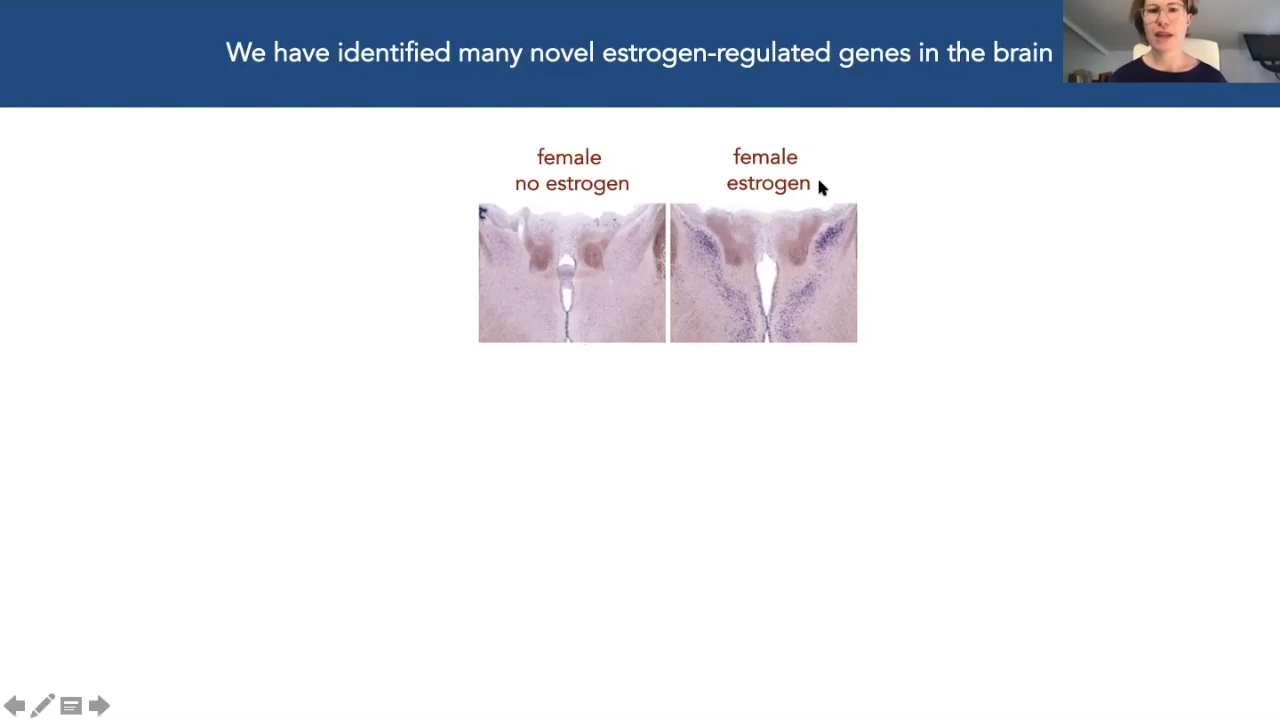 We have identified many novel estrogen-regulated genes in the brain
female
no estrogen
female
estrogen